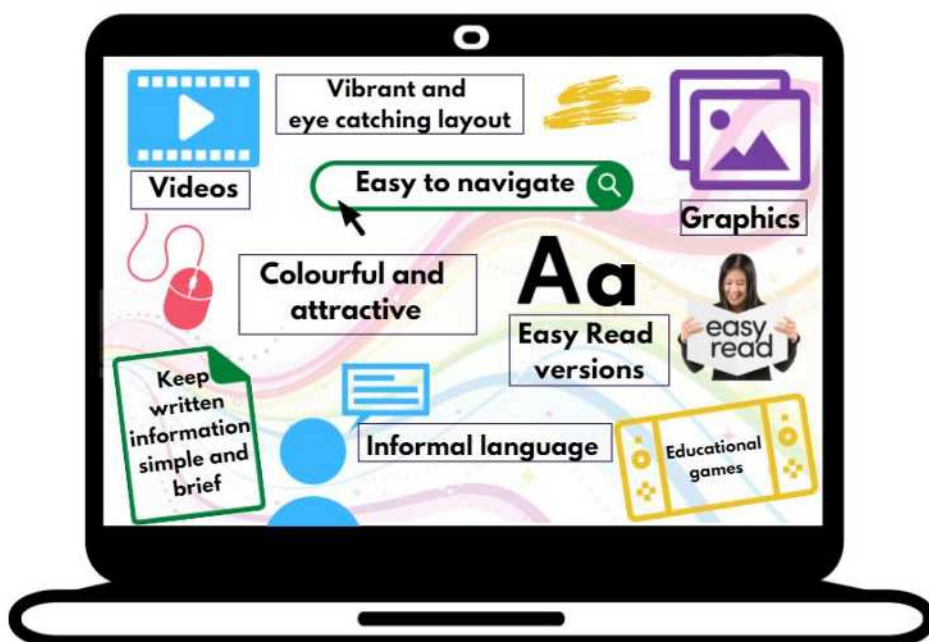 Vibrant and
eye catching layout
Videos
Easy to navigate
Graphics
Colourful and
attractive
Aa
Easy Read
versions
easy
read
Keep
written
information
simple and
brief
Informal language
Educational
games